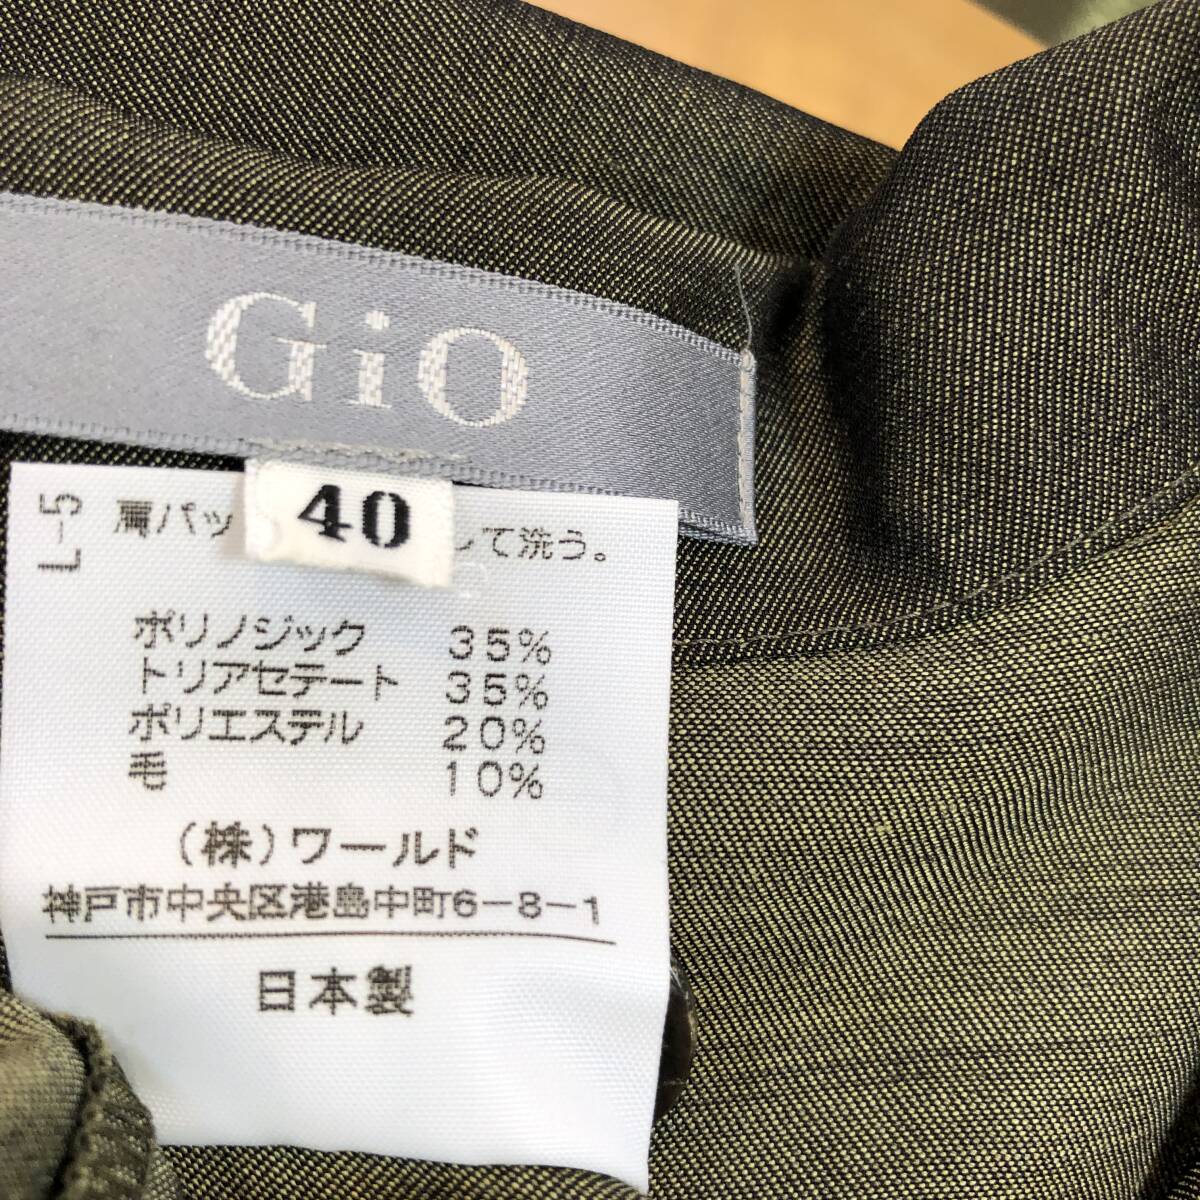 GiO
40
L-5
肩パッ して洗う。
ポリノジック 35%
トリアセテート 35%
ポリエステル 20%
毛 10%
(株)ワールド
神戸市中央区港島中町6-8-1
日本製